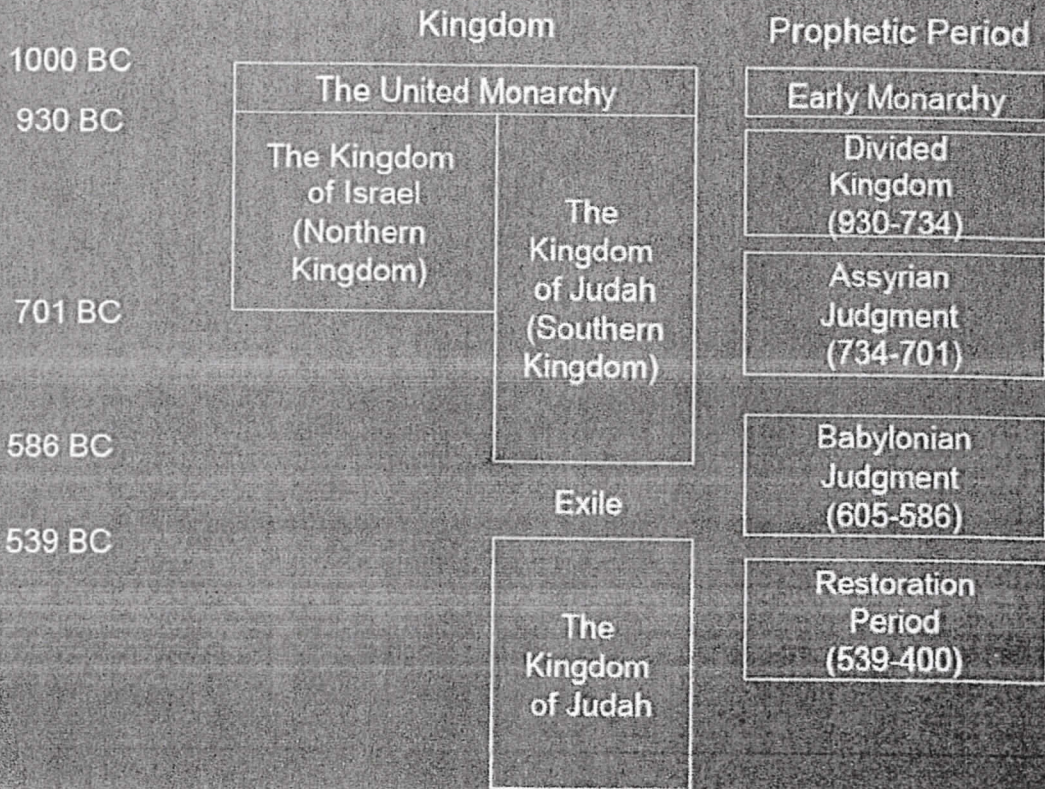 Kingdom
Prophetic Period
1000 BC
930 BC
701 BC
586 BC
539 BC
The United Monarchy
The Kingdom
of Israel
(Northern
Kingdom)
The
Kingdom
of Judah
(Southern
Kingdom)
Exile
The
Kingdom
of Judah
Early Monarchy
Divided
Kingdom
(930-734)
Assyrian
Judgment
(734-701)
Babylonian
Judgment
(605-586)
Restoration
Period
(539-400)